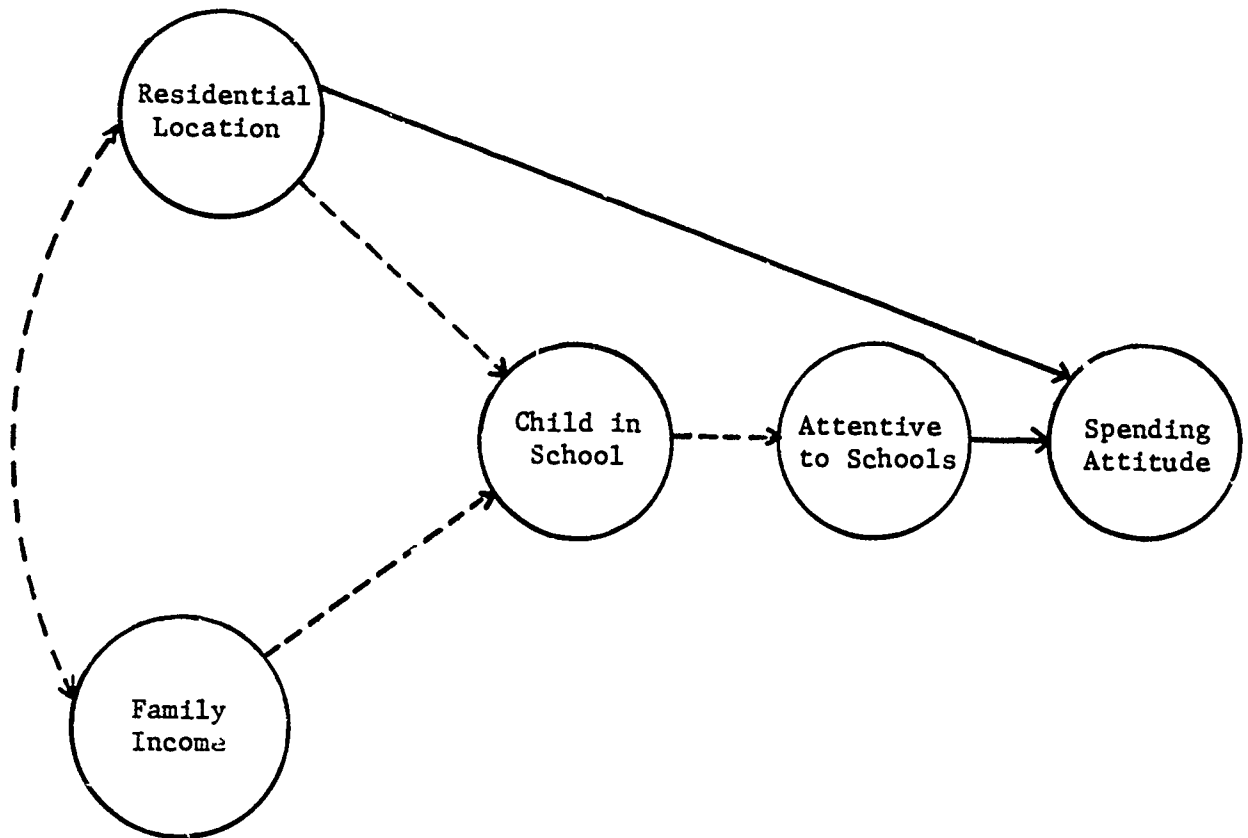 Residential
Location
Child in
School
Attentive
to Schools
Spending
Attitude
Family
Income